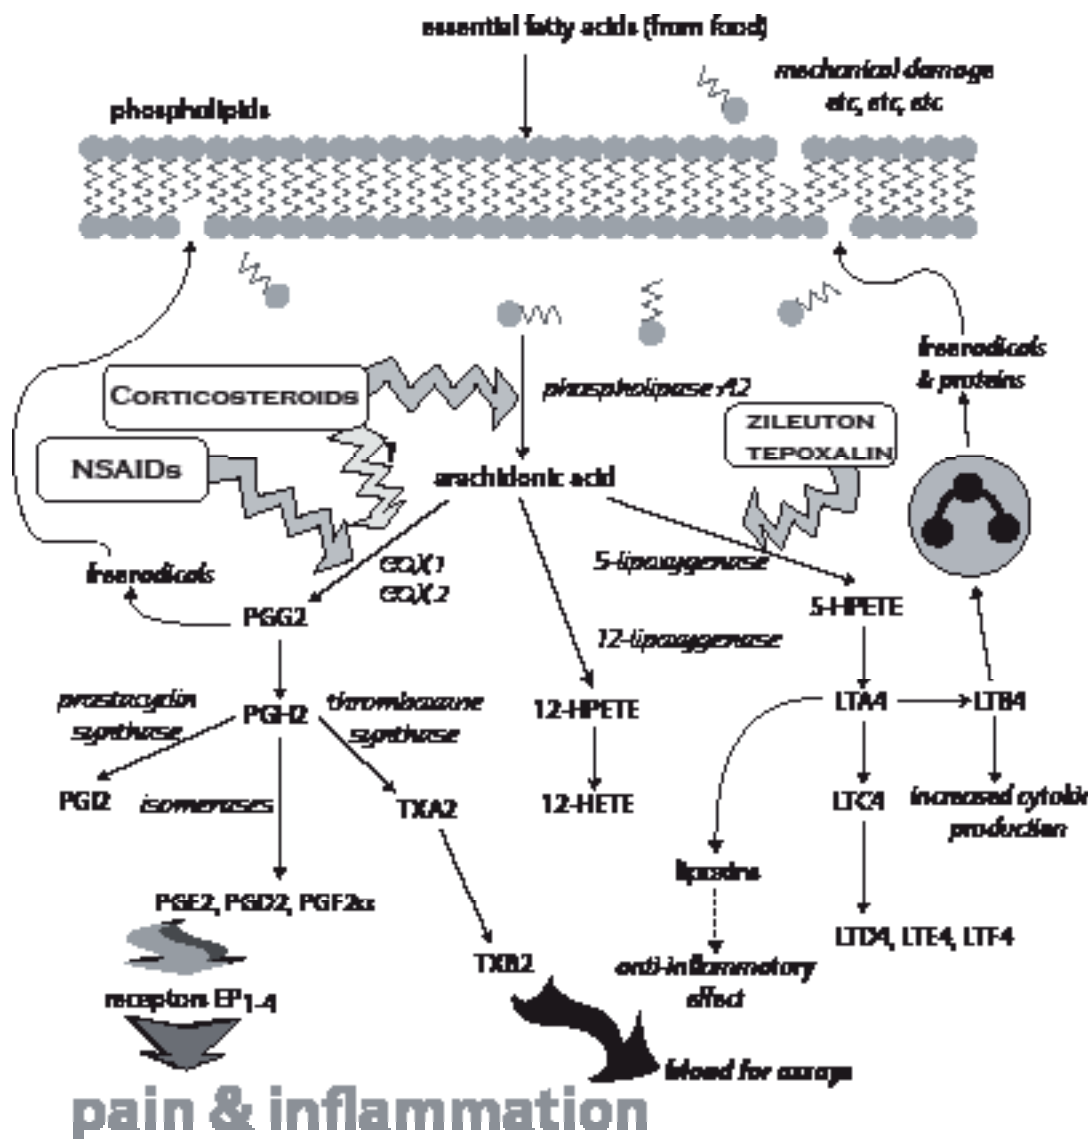 essential fatty acids (from food)
mechanical damage
etc, etc, etc
phospholipids
free radicals
& proteins
CORTICOSTEROIDS
phospholipase A2
ZILEUTON
TEPOXALIN
NSAIDs
arachidonic acid
COX 1
COX 2
5-lipoxygenase
free radicals
PGG2
5-HPETE
12-lipoxygenase
prostacyclin
synthase
thromboxane
synthase
PGH2
12-HPETE
LTA4
LTB4
PGI2
isomerases
TXA2
12-HETE
LTC4
increased cytokin
production
lipoxins
PGE2, PGD2, PGF2α
LTD4, LTE4, LTF4
TXB2
anti-inflammatory
effect
receptors EP1-4
blood for assays
pain & inflammation